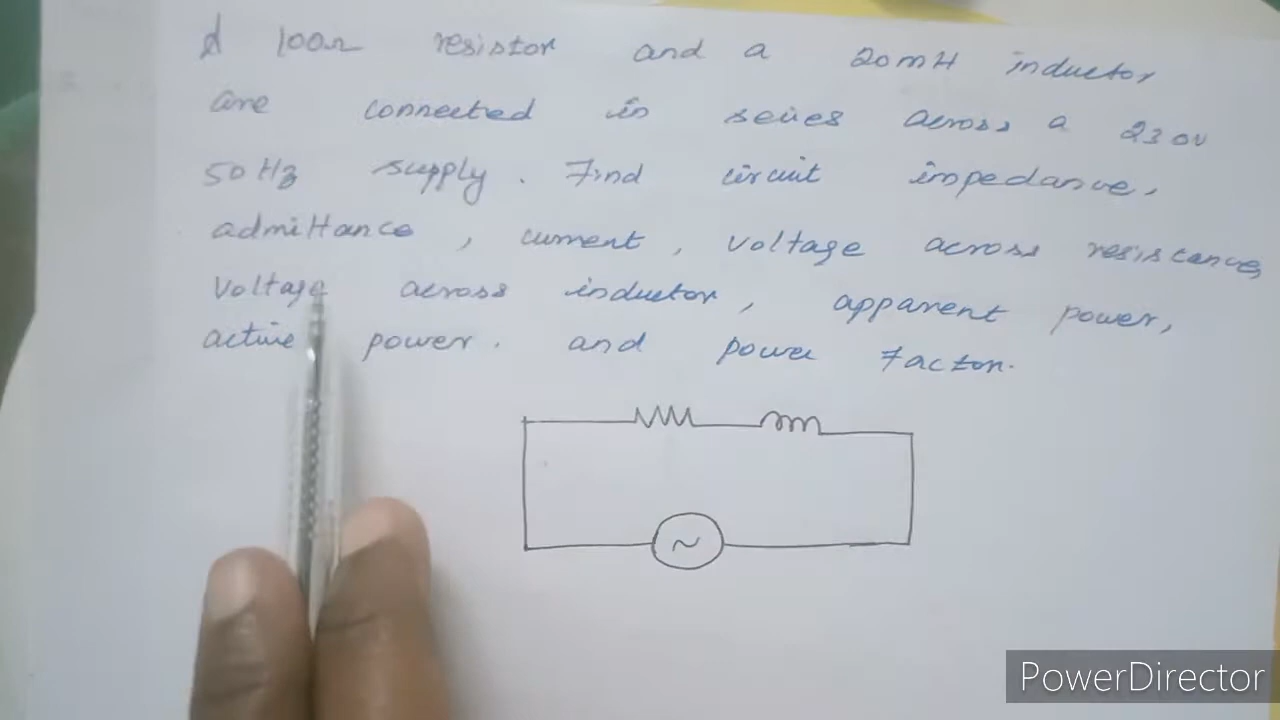 A 100Ω resistor and a 20mH inductor
are connected in series across a 230V
50Hz supply. Find circuit impedance,
admittance, current, voltage across resistance,
Voltage across inductor, apparent power,
active power. and power factor.
PowerDirector